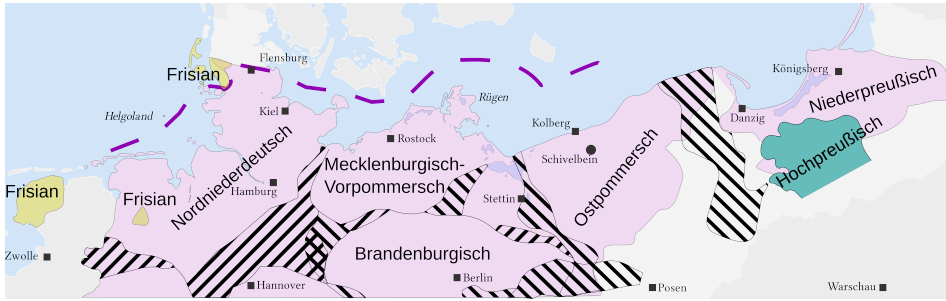 Flensburg
Frisian
Königsberg
Niederpreußisch
Helgoland
Kiel
Rügen
Danzig
Kolberg
Rostock
Hochpreußisch
Schivelbein
Mecklenburgisch-
Vorpommersch
Nordniederdeutsch
Ostpommersch
Frisian
Frisian
Hamburg
Stettin
Zwolle
Brandenburgisch
Hannover
Berlin
Posen
Warschau